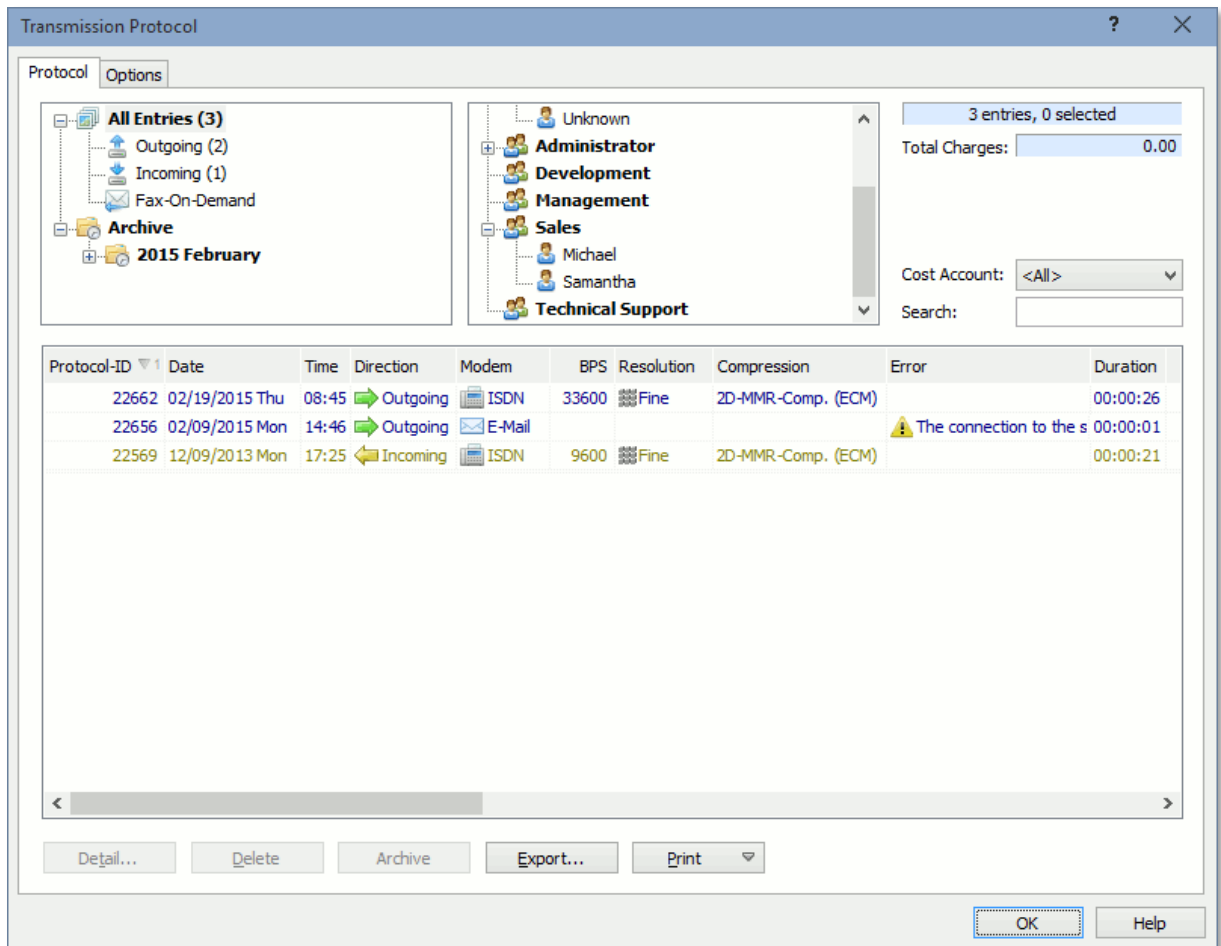 Transmission Protocol
?
Protocol
Options
All Entries (3)
Outgoing (2)
Incoming (1)
Fax-On-Demand
Archive
2015 February
Unknown
Administrator
Development
Management
Sales
Michael
Samantha
Technical Support
3 entries, 0 selected
Total Charges: 0.00
Cost Account: <All>
Search:
Protocol-ID 1 Date Time Direction Modem BPS Resolution Compression Error Duration
22662 02/19/2015 Thu 08:45 Outgoing ISDN 33600 Fine 2D-MMR-Comp. (ECM) 00:00:26
22656 02/09/2015 Mon 14:46 Outgoing E-Mail The connection to the s 00:00:01
22569 12/09/2013 Mon 17:25 Incoming ISDN 9600 Fine 2D-MMR-Comp. (ECM) 00:00:21
Detail... Delete Archive Export... Print
OK Help